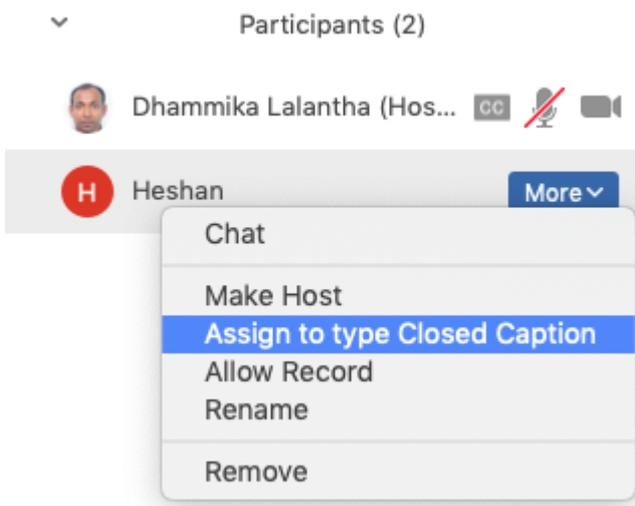 Participants (2)
Dhammika Lalantha (Hos... CC
H Heshan More
Chat
Make Host
Assign to type Closed Caption
Allow Record
Rename
Remove